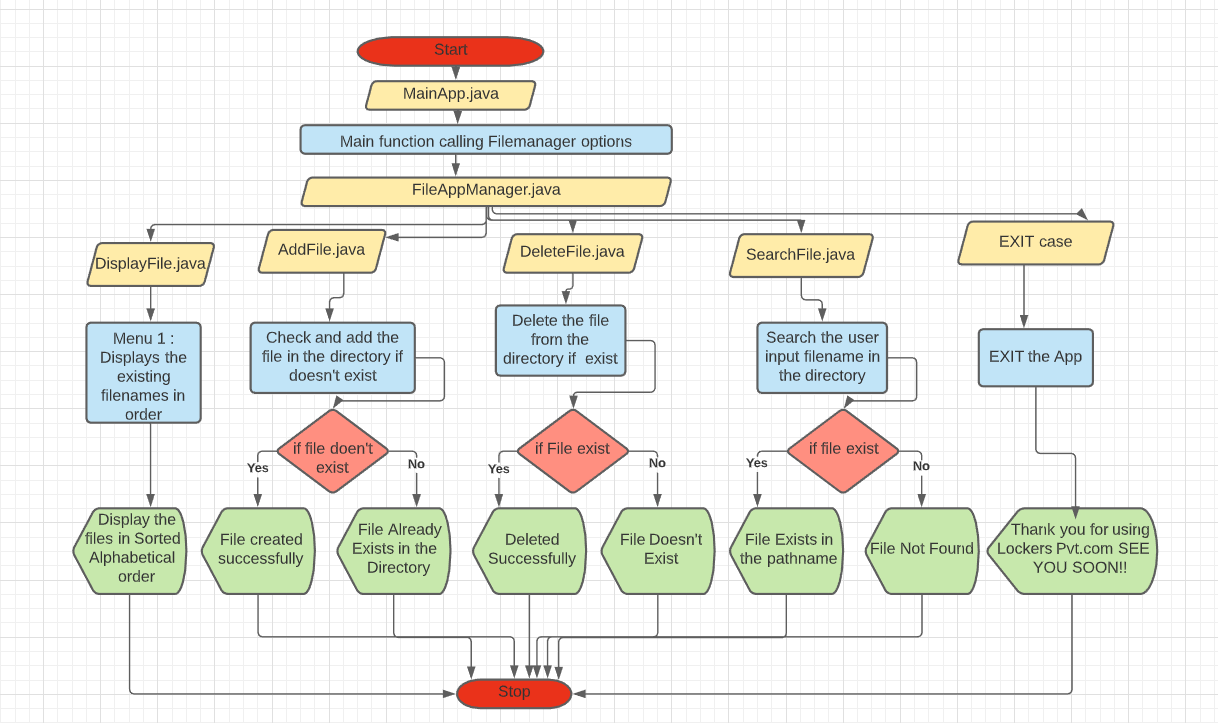 Start
MainApp.java
Main function calling Filemanager options
FileAppManager.java
DisplayFile.java
AddFile.java
DeleteFile.java
SearchFile.java
EXIT case
Menu 1 :
Displays the
existing
filenames in
order
Check and add the
file in the directory if
doesn't exist
Delete the file
from the
directory if exist
Search the user
input filename in
the directory
EXIT the App
if file doen't
exist
Yes
No
if File exist
Yes
No
if file exist
Yes
No
Display the
files in Sorted
Alphabetical
order
File created
successfully
File Already
Exists in the
Directory
Deleted
Successfully
File Doesn't
Exist
File Exists in
the pathname
File Not Found
Thank you for using
Lockers Pvt.com SEE
YOU SOON!!
Stop